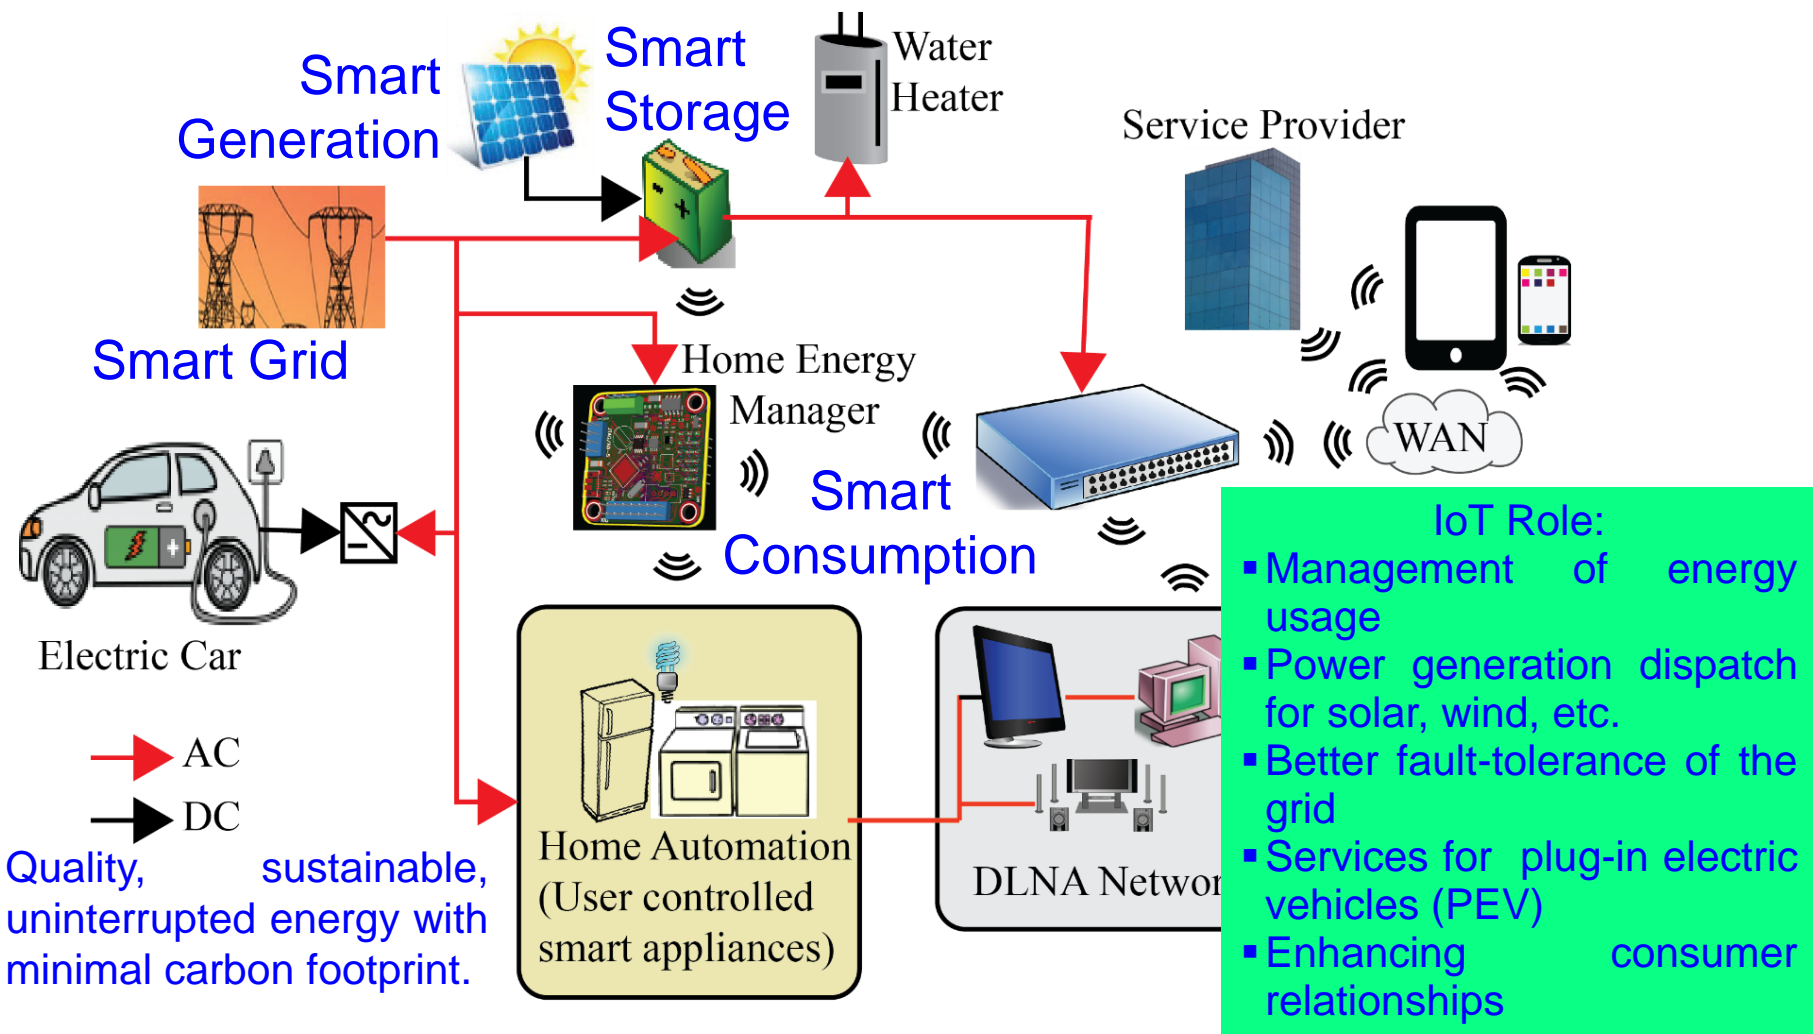 Smart
Generation
Smart
Storage
Water
Heater
Service Provider
Smart Grid
Home Energy
Manager
WAN
Smart
Consumption
Electric Car
AC
DC
Quality, sustainable,
uninterrupted energy with
minimal carbon footprint.
Home Automation
(User controlled
smart appliances)
DLNA Networ
IoT Role:
▪Management of energy
usage
▪Power generation dispatch
for solar, wind, etc.
▪Better fault-tolerance of the
grid
▪Services for plug-in electric
vehicles (PEV)
▪Enhancing consumer
relationships